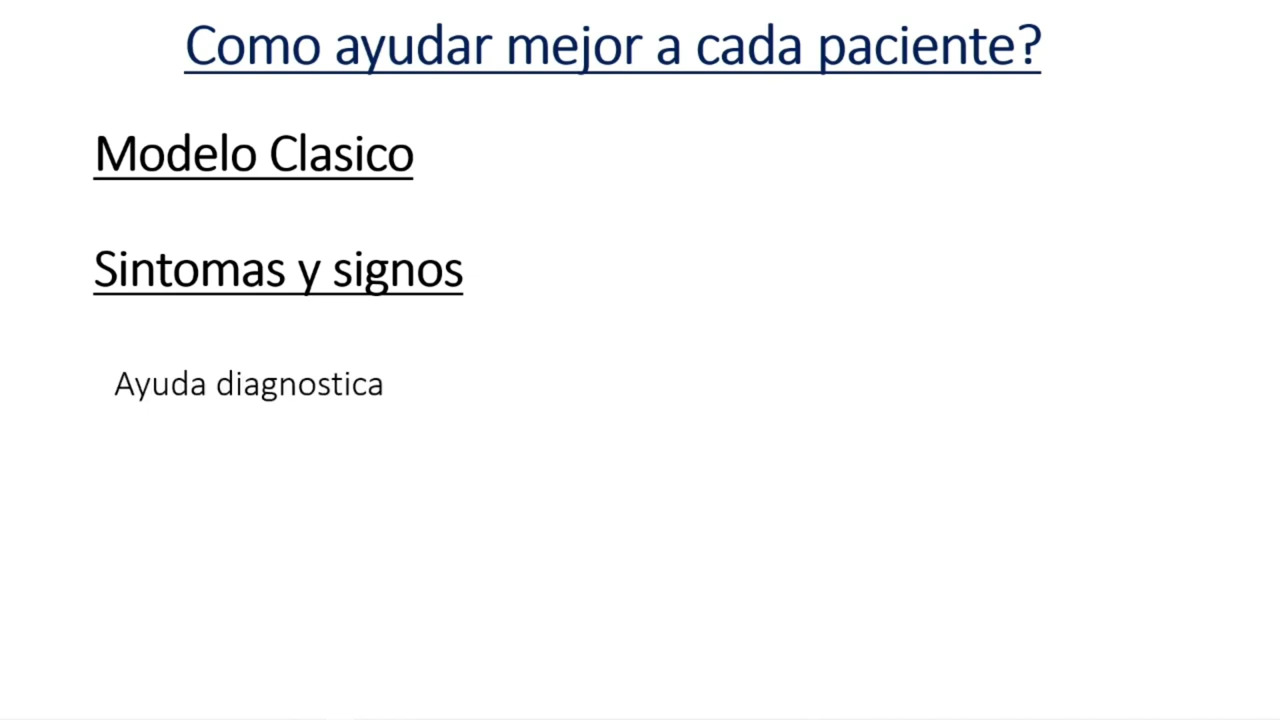 Como ayudar mejor a cada paciente?
Modelo Clasico
Sintomas y signos
Ayuda diagnostica